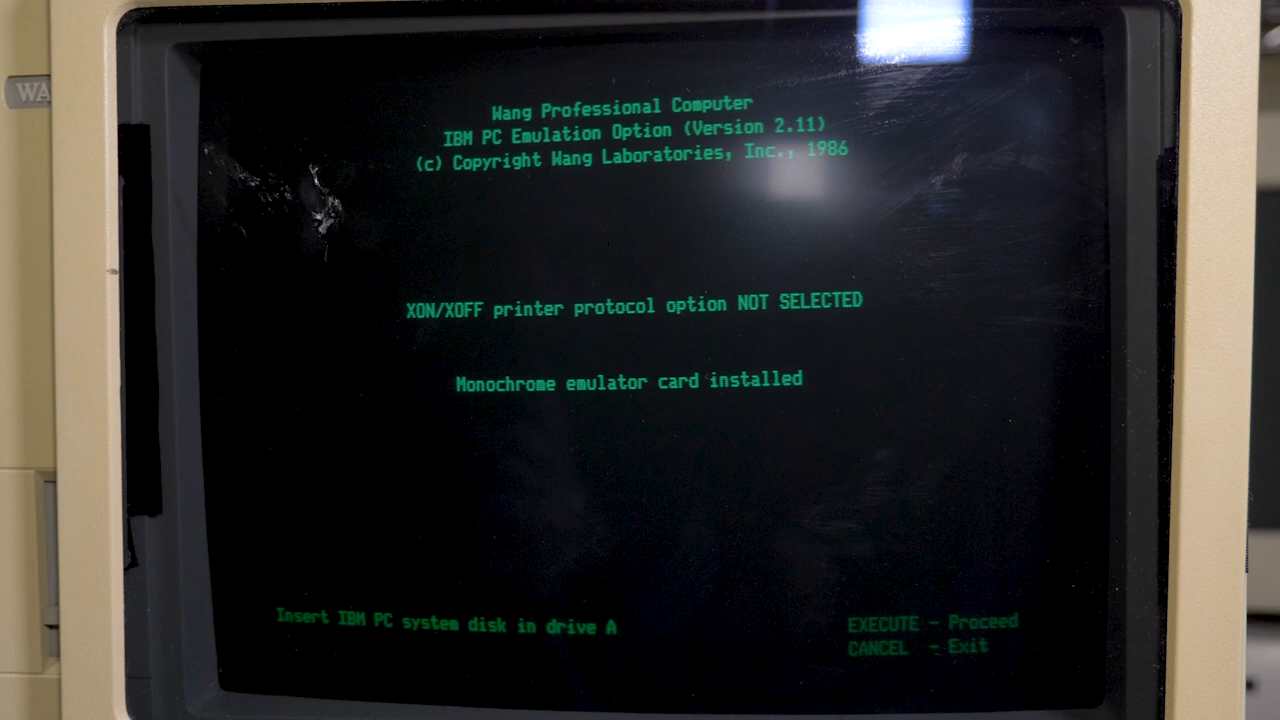 WA
Wang Professional Computer
IBM PC Emulation Option (Version 2.11)
(c) Copyright Wang Laboratories, Inc., 1986
XON/XOFF printer protocol option NOT SELECTED
Monochrome emulator card installed
Insert IBM PC system disk in drive A
EXECUTE - Proceed
CANCEL - Exit